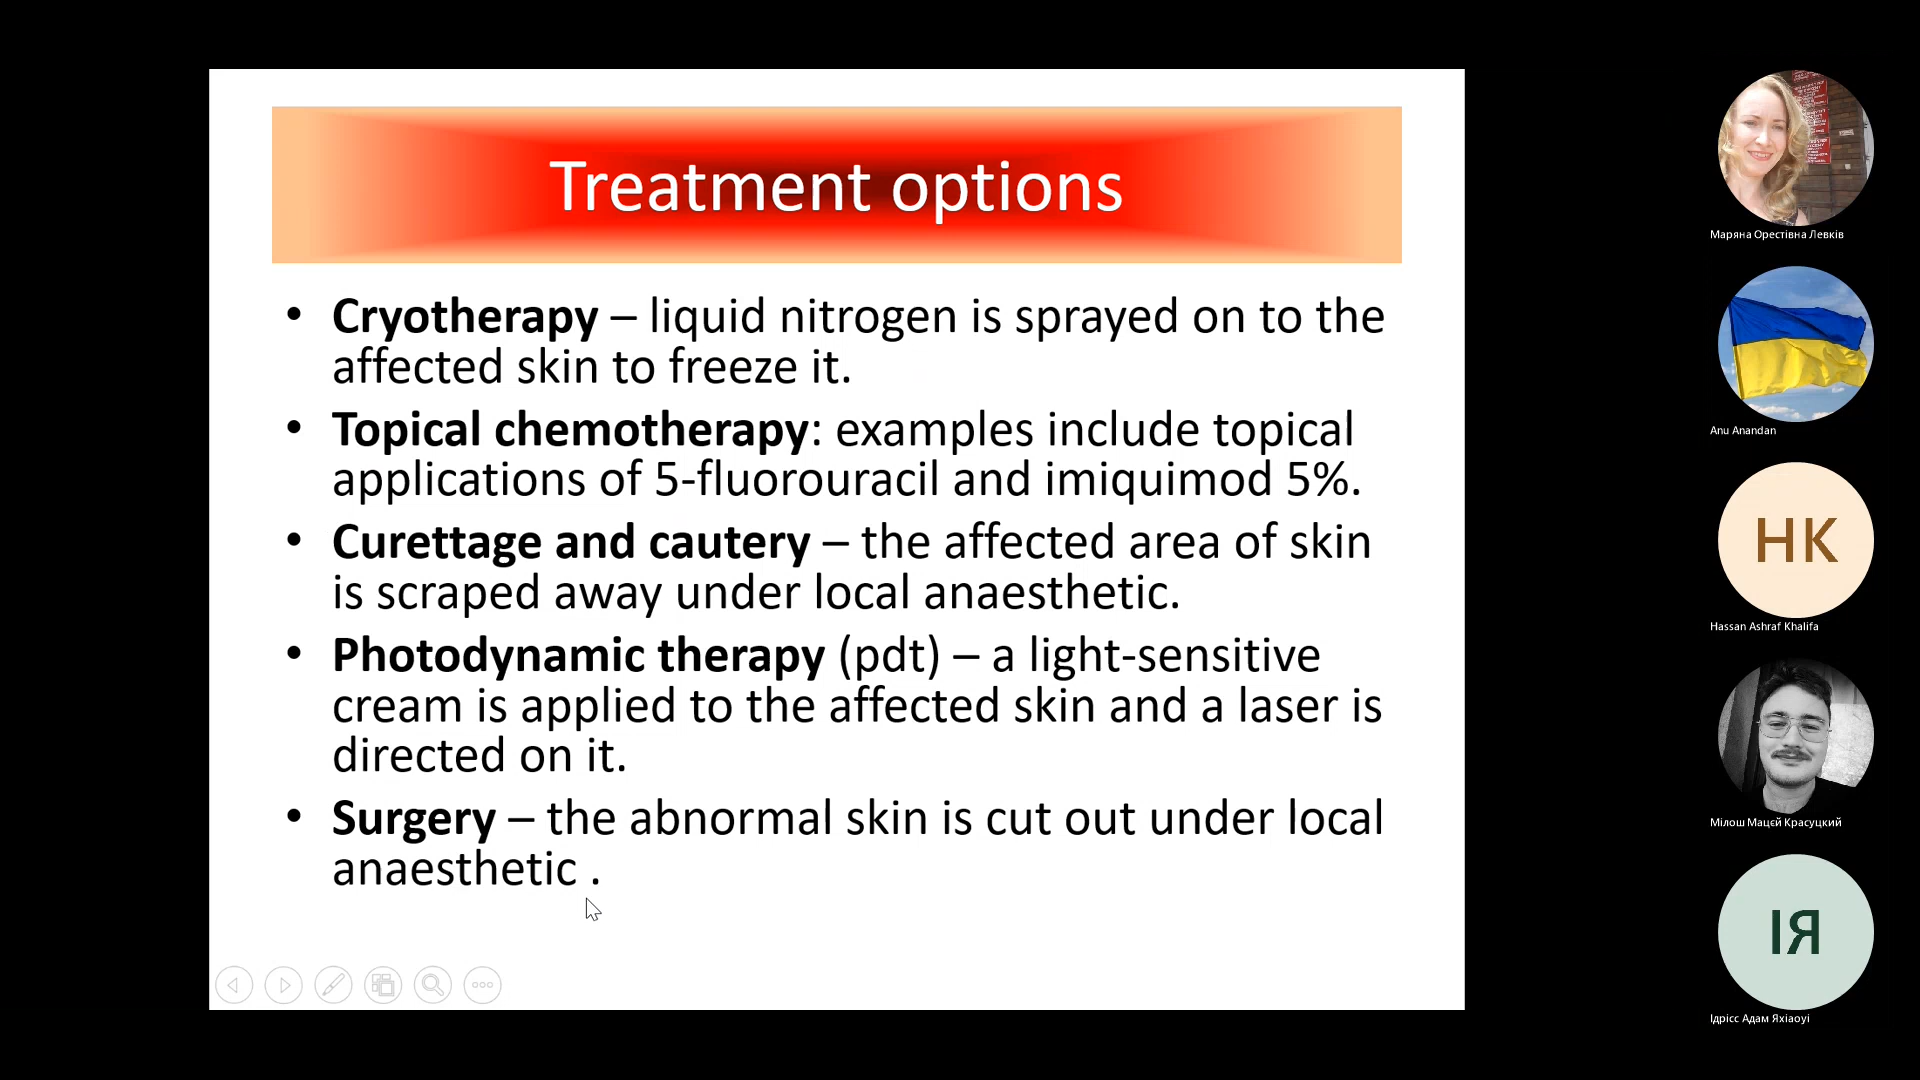 Treatment options
• Cryotherapy – liquid nitrogen is sprayed on to the
affected skin to freeze it.
• Topical chemotherapy: examples include topical
applications of 5-fluorouracil and imiquimod 5%.
• Curettage and cautery – the affected area of skin
is scraped away under local anaesthetic.
• Photodynamic therapy (pdt) – a light-sensitive
cream is applied to the affected skin and a laser is
directed on it.
• Surgery – the abnormal skin is cut out under local
anaesthetic .
Маряна Орестівна Левків
Anu Anandan
НК
Hassan Ashraf Khalifa
Мілош Мацєй Красуцкий
ІЯ
Ідрісс Адам Яхіаоуі